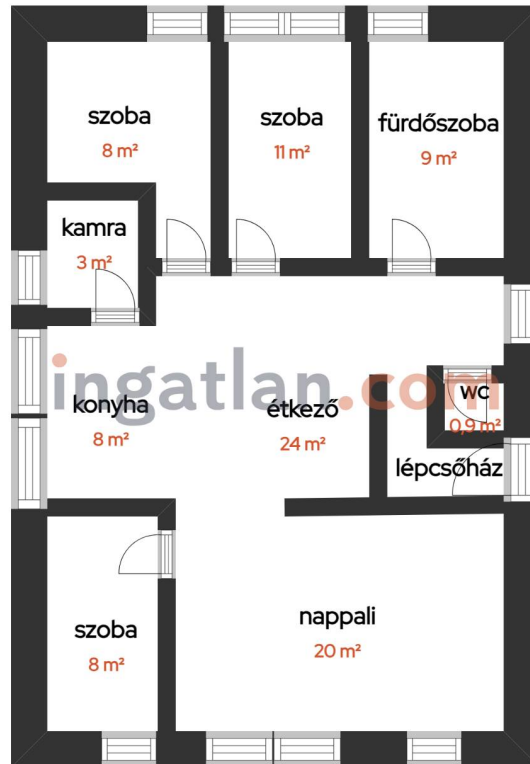 szoba
8 m²
szoba
11 m²
fürdőszoba
9 m²
kamra
3 m²
ingatlan.com
konyha
8 m²
étkező
24 m²
wc
0,9 m²
lépcsőház
szoba
8 m²
nappali
20 m²